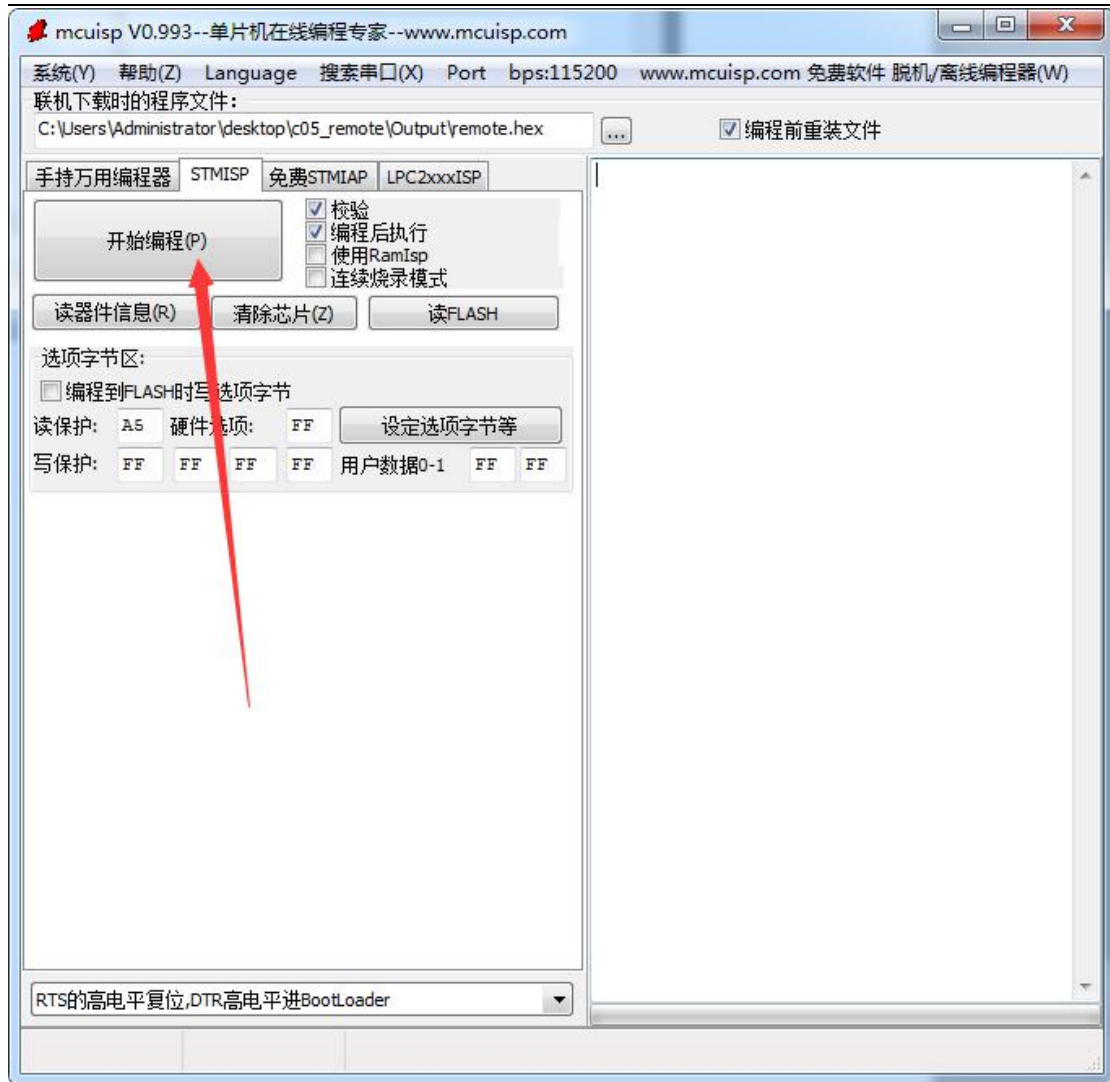 mcuisp V0.993--单片机在线编程专家--www.mcuisp.com
系统(Y) 帮助(Z) Language 搜索串口(X) Port bps:115200 www.mcuisp.com 免费软件 脱机/离线编程器(W)
联机下载时的程序文件:
C:\Users\Administrator\desktop\c05_remote\Output\remote.hex ... 编程前重装文件
手持万用编程器 STMISP 免费STMIAP LPC2xxxISP
开始编程(P)
校验
编程后执行
使用RamIsp
连续烧录模式
读器件信息(R) 清除芯片(Z) 读FLASH
选项字节区:
编程到FLASH时写选项字节
读保护: A5 硬件选项: FF 设定选项字节等
写保护: FF FF FF FF 用户数据0-1 FF FF
RTS的高电平复位,DTR高电平进BootLoader